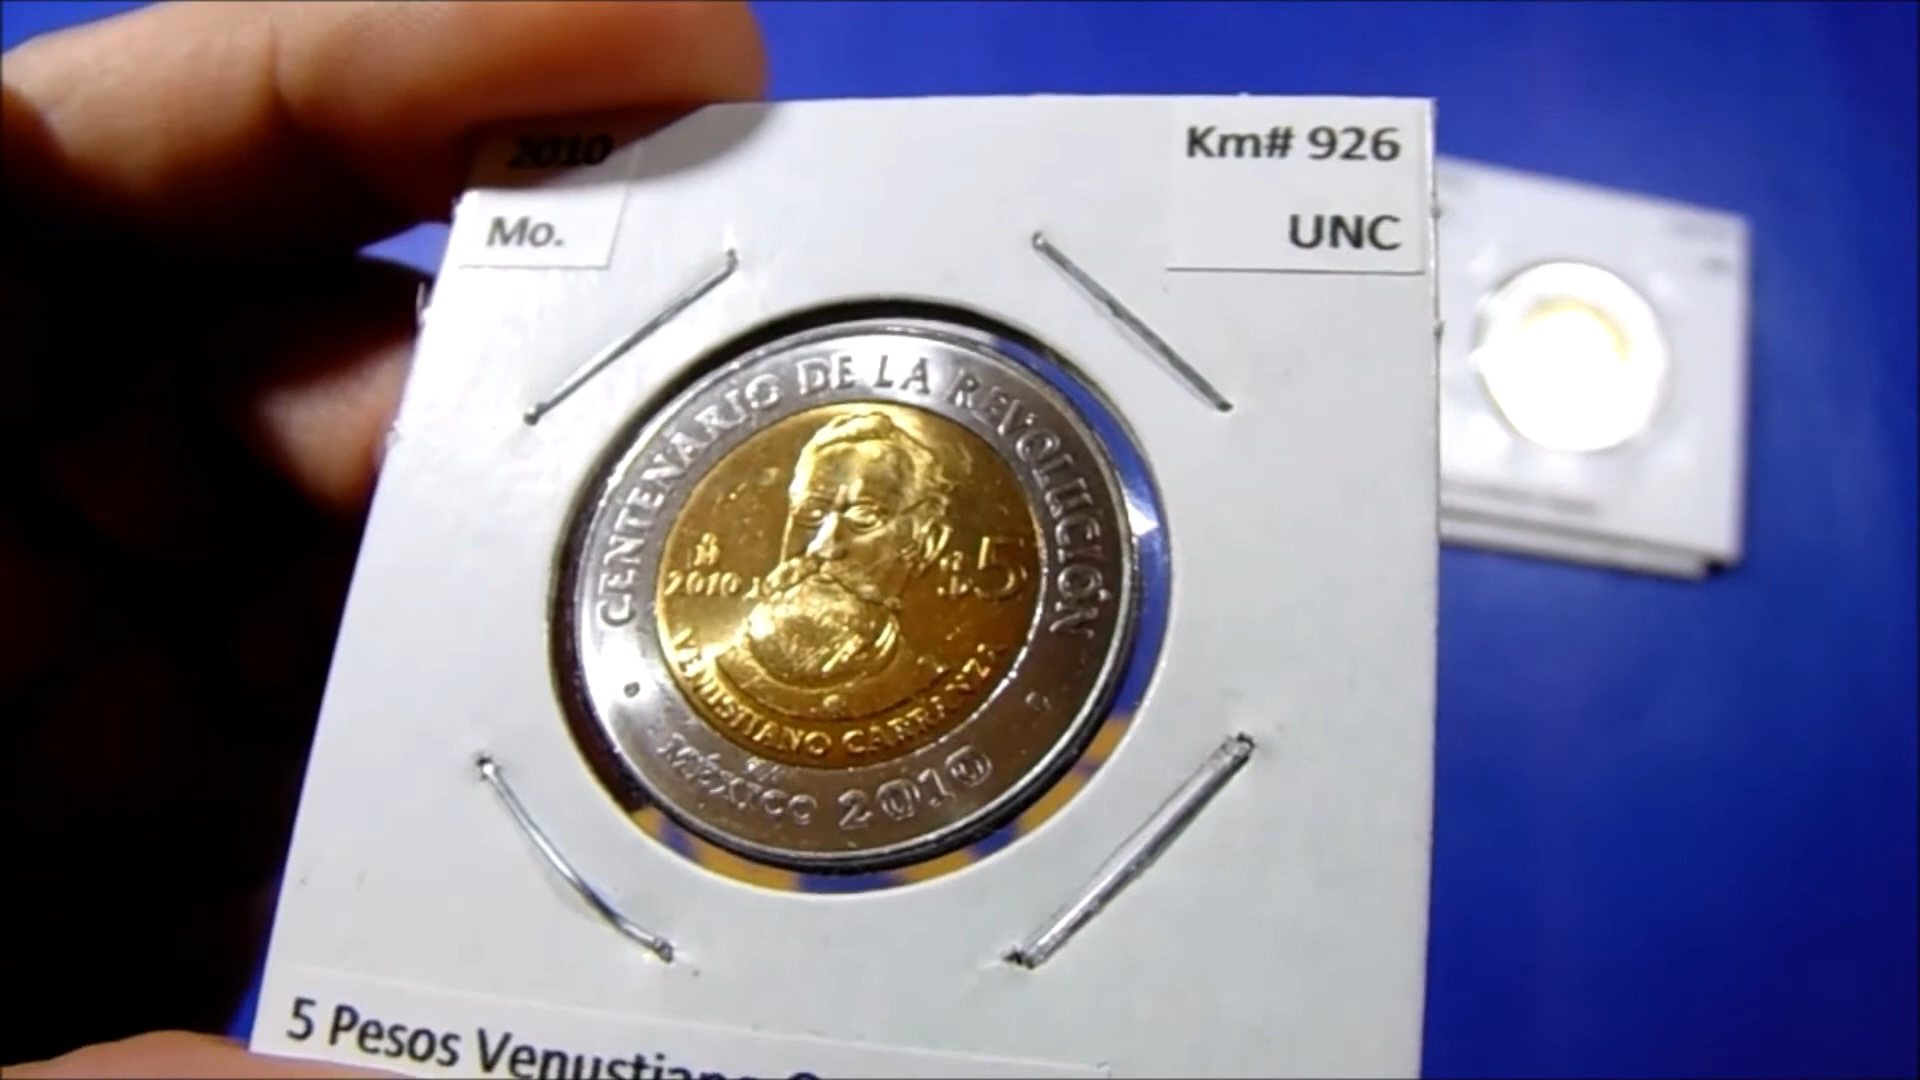 2010
Mo.
Km# 926
UNC
CENTENARIO DE LA REVOLUCIÓN
2010
$5
VENUSTIANO CARRANZA
MÉXICO 2010
5 Pesos Venustiano